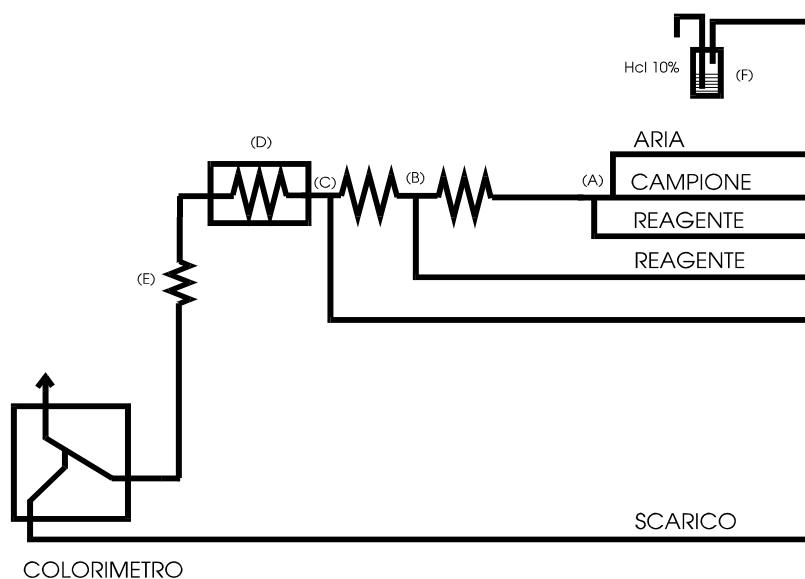 Hcl 10%
(F)
ARIA
(D)
(C)
(B)
(A)
CAMPIONE
REAGENTE
REAGENTE
(E)
SCARICO
COLORIMETRO